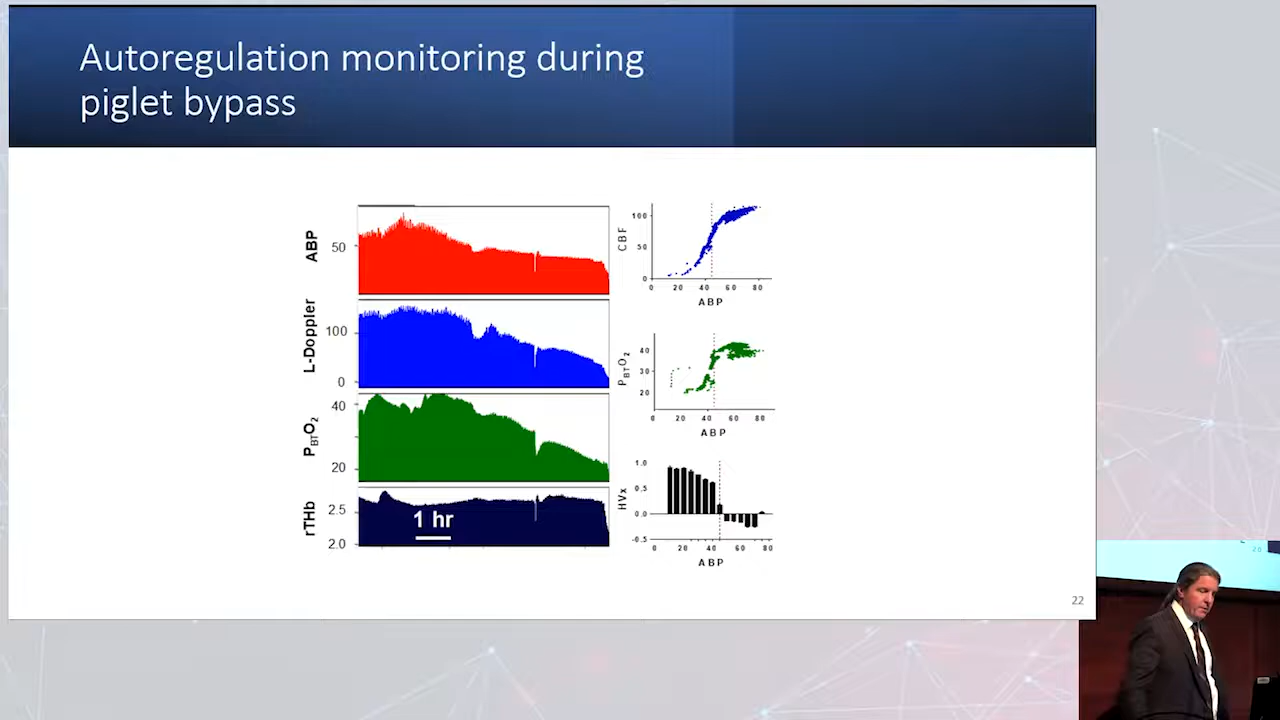 Autoregulation monitoring during
piglet bypass
ABP
50
L-Doppler
100
0
PBTO2
40
20
rTHb
2.5
2.0
1 hr
CBF
100
50
0
0 20 40 60 80
ABP
PBTO2
40
30
20
0 20 40 60 80
ABP
HVx
1.0
0.5
0.0
-0.5
0 20 40 60 80
ABP
22
20